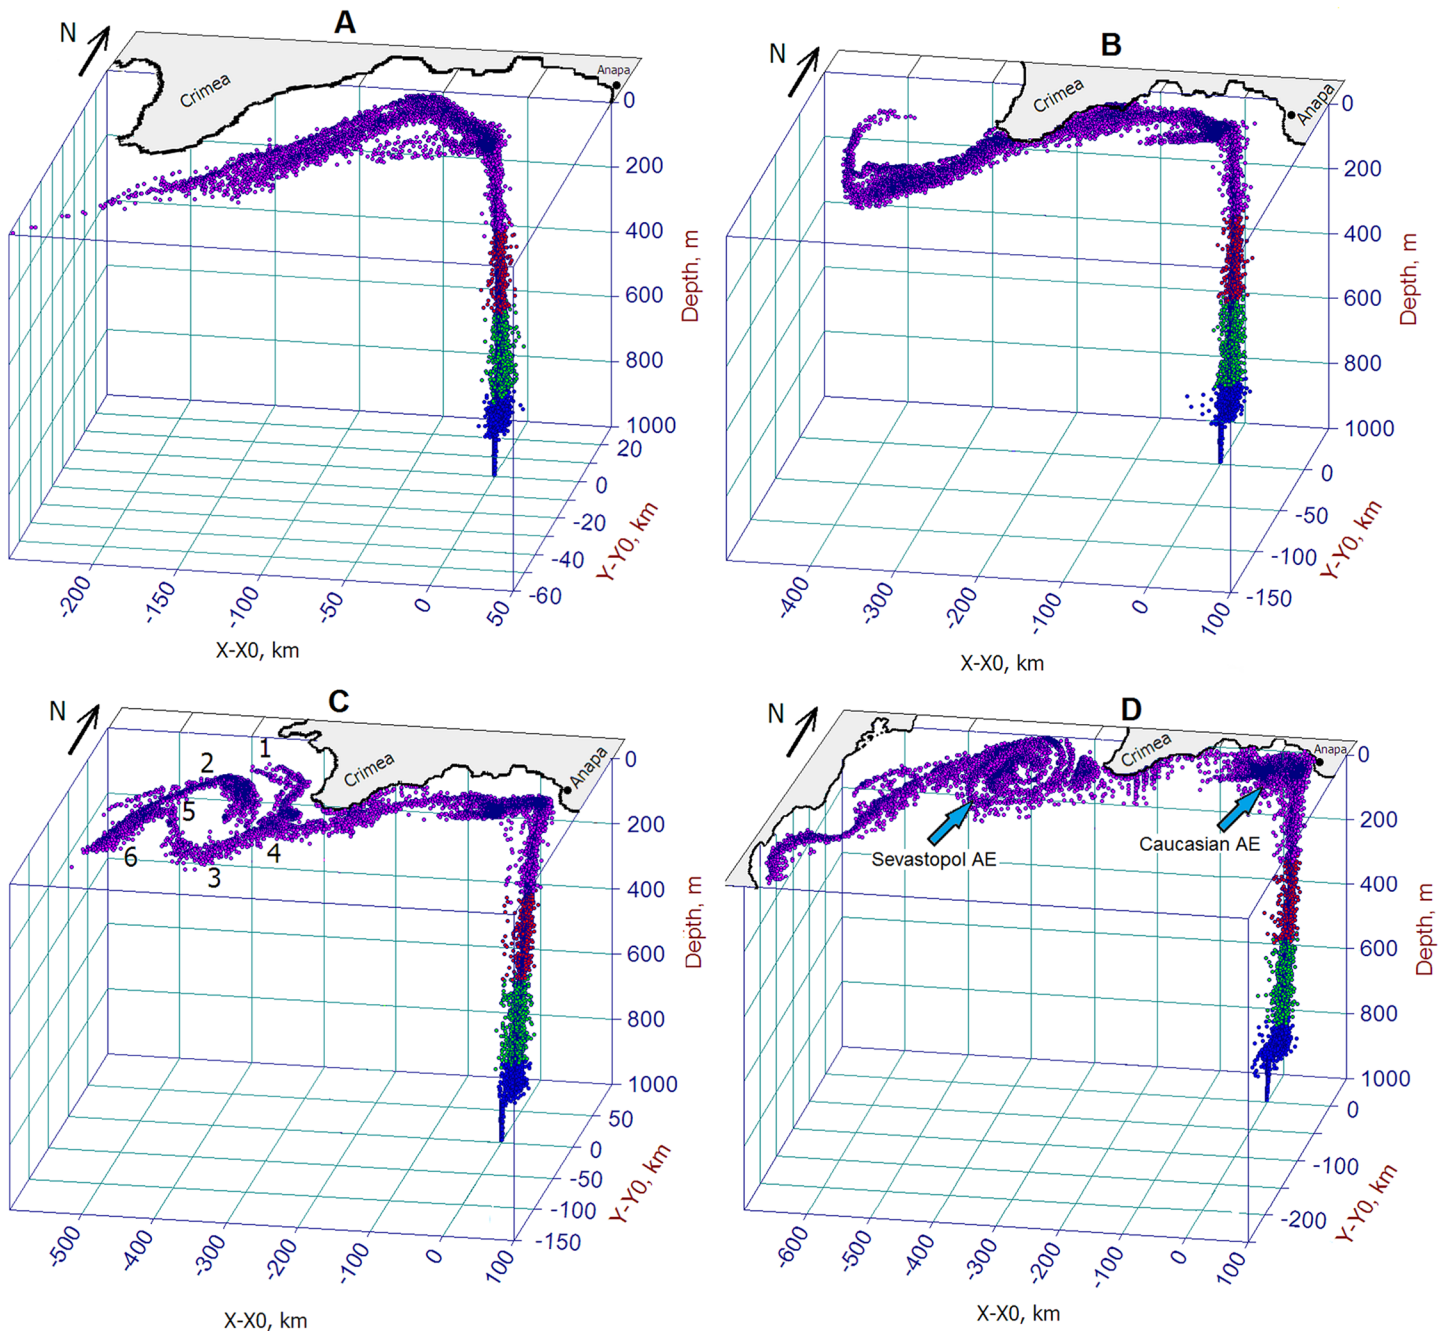 A
N
Crimea
Anapa
0
200
400
600
800
1000
Depth, m
20
0
-20
-40
-60
Y-Y0, km
-200
-150
-100
-50
0
50
X-X0, km
B
N
Crimea
Anapa
0
200
400
600
800
1000
Depth, m
0
-50
-100
-150
Y-Y0, km
-400
-300
-200
-100
0
100
X-X0, km
C
N
1
2
3
4
5
6
Crimea
Anapa
0
200
400
600
800
1000
Depth, m
50
0
-50
-100
-150
Y-Y0, km
-500
-400
-300
-200
-100
0
100
X-X0, km
D
N
Crimea
Anapa
Sevastopol AE
Caucasian AE
0
200
400
600
800
1000
Depth, m
0
-100
-200
Y-Y0, km
-600
-500
-400
-300
-200
-100
0
100
X-X0, km